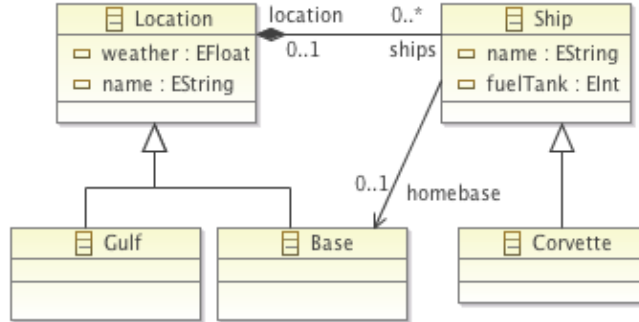 Location
location
0..*
Ship
weather : EFloat
0..1
ships
name : EString
name : EString
fuelTank : EInt
0..1
homebase
Gulf
Base
Corvette